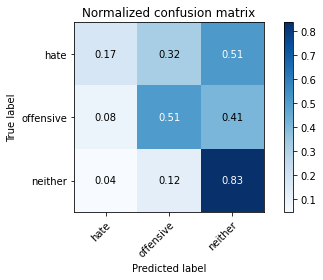 Normalized confusion matrix
True label
hate
0.17 0.32 0.51
offensive
0.08 0.51 0.41
neither
0.04 0.12 0.83
hate
offensive
neither
Predicted label
0.8
0.7
0.6
0.5
0.4
0.3
0.2
0.1